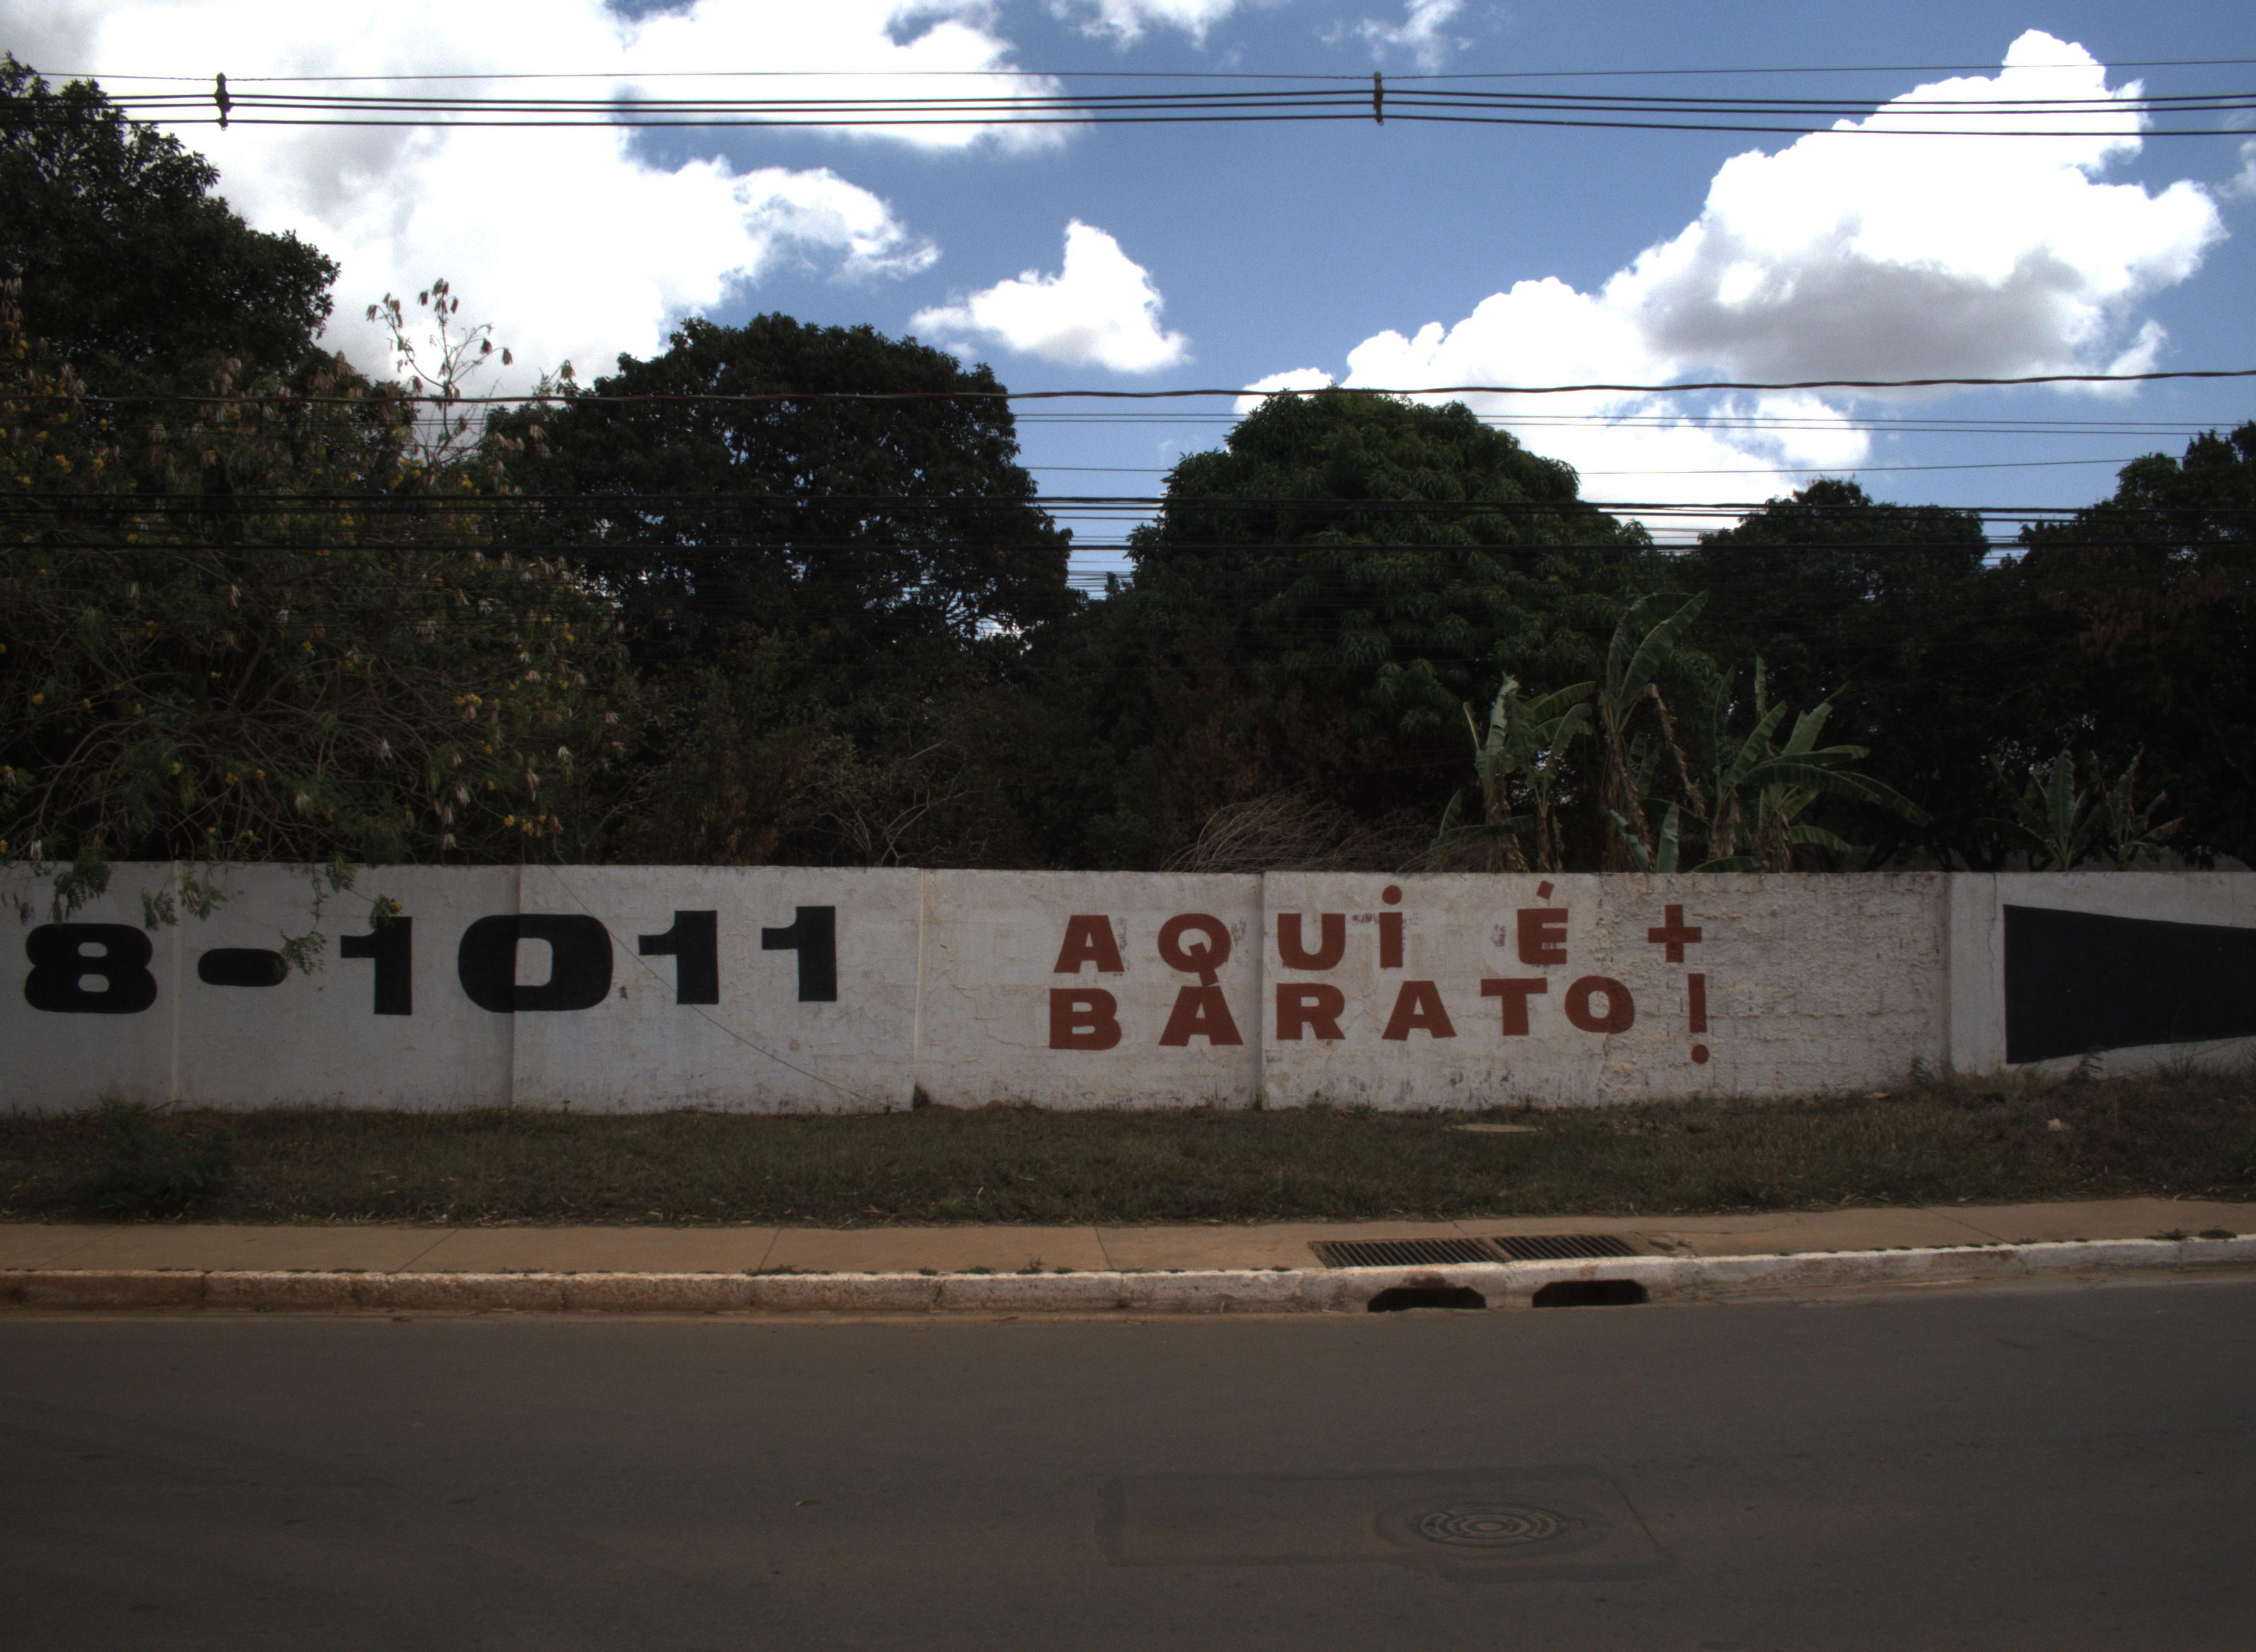 8-1011
AQUI É +
BARATO!